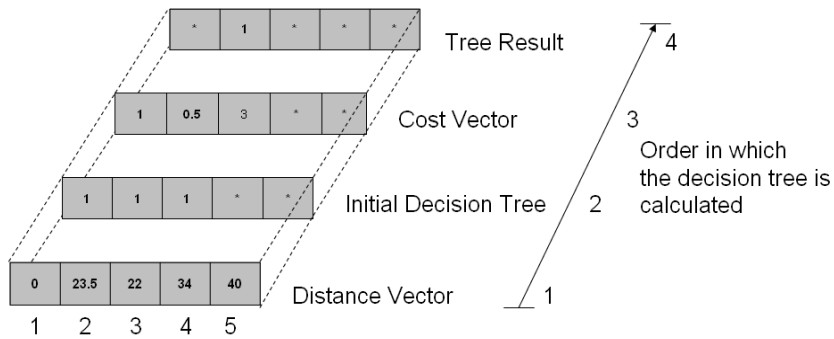 * 1 * * *
Tree Result
4
1 0.5 3 * *
Cost Vector
3
Order in which
the decision tree is
calculated
1 1 1 * *
Initial Decision Tree
2
0 23.5 22 34 40
Distance Vector
1
1 2 3 4 5